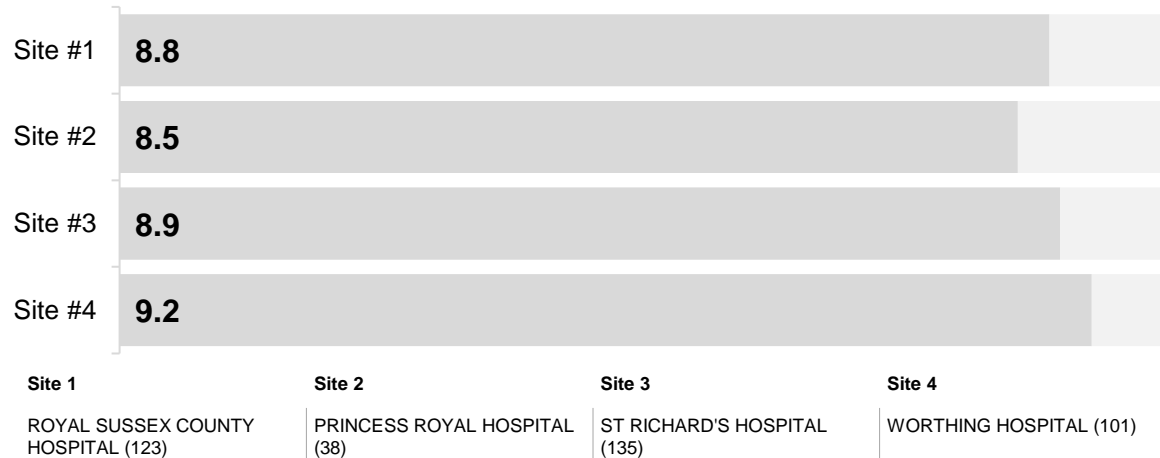 Site #1
8.8
Site #2
8.5
Site #3
8.9
Site #4
9.2
Site 1
ROYAL SUSSEX COUNTY
HOSPITAL (123)
Site 2
PRINCESS ROYAL HOSPITAL
(38)
Site 3
ST RICHARD'S HOSPITAL
(135)
Site 4
WORTHING HOSPITAL (101)